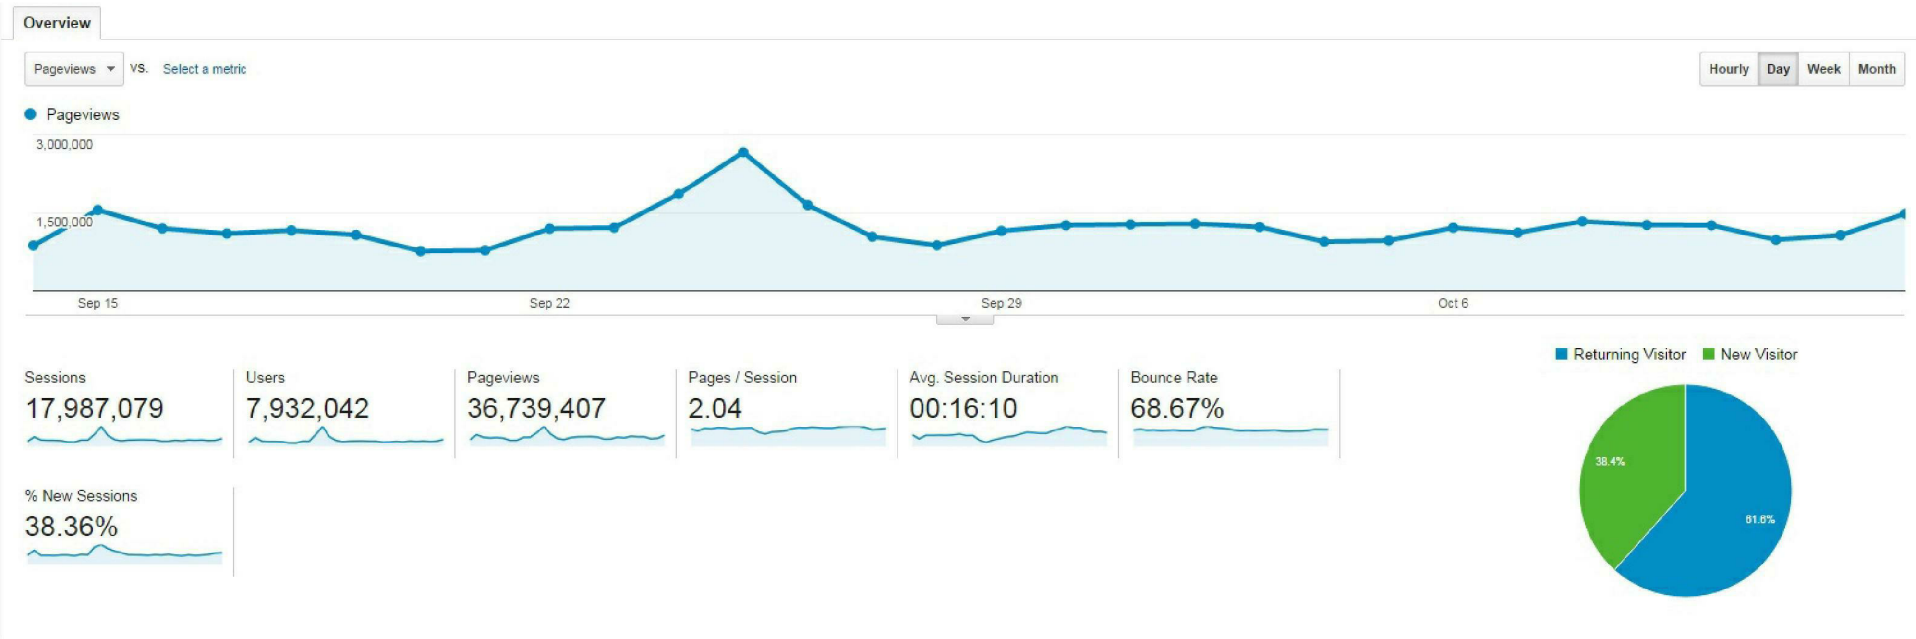 Overview
Pageviews VS. Select a metric
Hourly Day Week Month
Pageviews
3,000,000
1,500,000
Sep 15 Sep 22 Sep 29 Oct 6
Returning Visitor New Visitor
Sessions Users Pageviews Pages / Session Avg. Session Duration Bounce Rate
17,987,079 7,932,042 36,739,407 2.04 00:16:10 68.67%
38.4%
61.6%
% New Sessions
38.36%